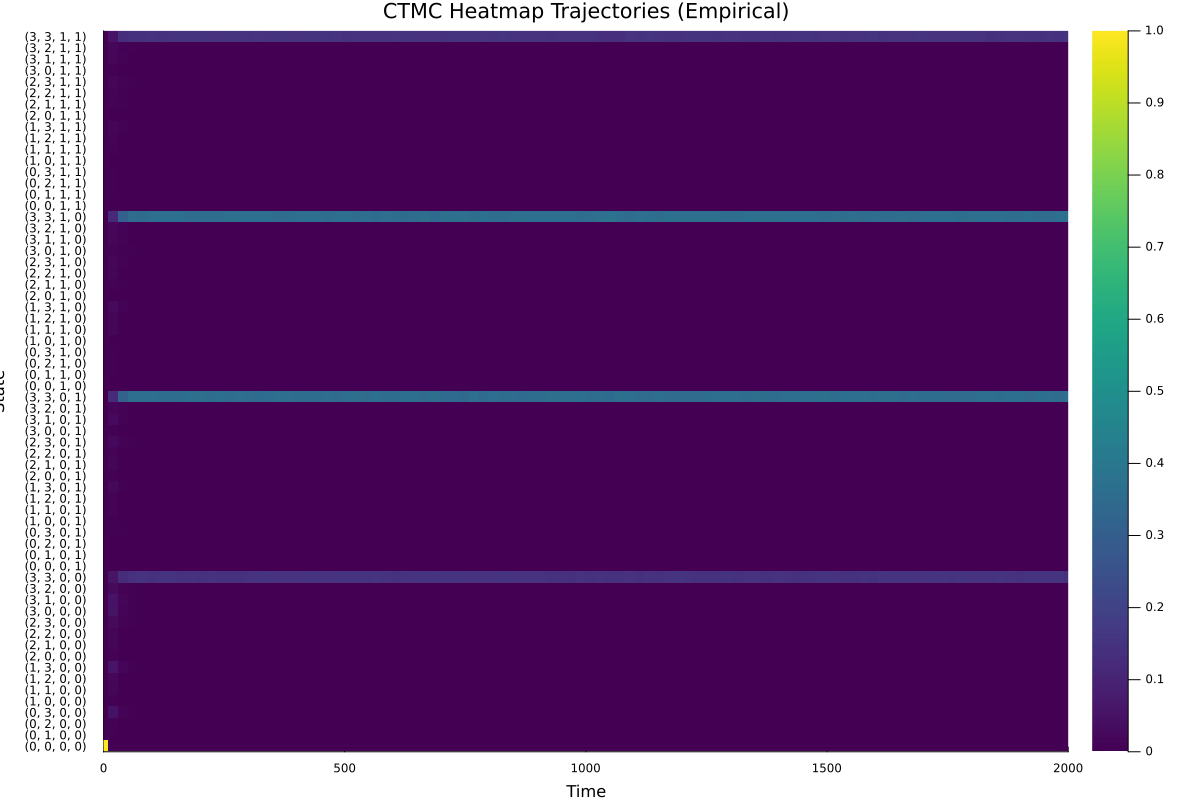 CTMC Heatmap Trajectories (Empirical)
(3, 3, 1, 1)
(3, 2, 1, 1)
(3, 1, 1, 1)
(3, 0, 1, 1)
(2, 3, 1, 1)
(2, 2, 1, 1)
(2, 1, 1, 1)
(2, 0, 1, 1)
(1, 3, 1, 1)
(1, 2, 1, 1)
(1, 1, 1, 1)
(1, 0, 1, 1)
(0, 3, 1, 1)
(0, 2, 1, 1)
(0, 1, 1, 1)
(0, 0, 1, 1)
(3, 3, 1, 0)
(3, 2, 1, 0)
(3, 1, 1, 0)
(3, 0, 1, 0)
(2, 3, 1, 0)
(2, 2, 1, 0)
(2, 1, 1, 0)
(2, 0, 1, 0)
(1, 3, 1, 0)
(1, 2, 1, 0)
(1, 1, 1, 0)
(1, 0, 1, 0)
(0, 3, 1, 0)
(0, 2, 1, 0)
(0, 1, 1, 0)
(0, 0, 1, 0)
(3, 3, 0, 1)
(3, 2, 0, 1)
(3, 1, 0, 1)
(3, 0, 0, 1)
(2, 3, 0, 1)
(2, 2, 0, 1)
(2, 1, 0, 1)
(2, 0, 0, 1)
(1, 3, 0, 1)
(1, 2, 0, 1)
(1, 1, 0, 1)
(1, 0, 0, 1)
(0, 3, 0, 1)
(0, 2, 0, 1)
(0, 1, 0, 1)
(0, 0, 0, 1)
(3, 3, 0, 0)
(3, 2, 0, 0)
(3, 1, 0, 0)
(3, 0, 0, 0)
(2, 3, 0, 0)
(2, 2, 0, 0)
(2, 1, 0, 0)
(2, 0, 0, 0)
(1, 3, 0, 0)
(1, 2, 0, 0)
(1, 1, 0, 0)
(1, 0, 0, 0)
(0, 3, 0, 0)
(0, 2, 0, 0)
(0, 1, 0, 0)
(0, 0, 0, 0)
0 500 1000 1500 2000
Time
1.0
0.9
0.8
0.7
0.6
0.5
0.4
0.3
0.2
0.1
0